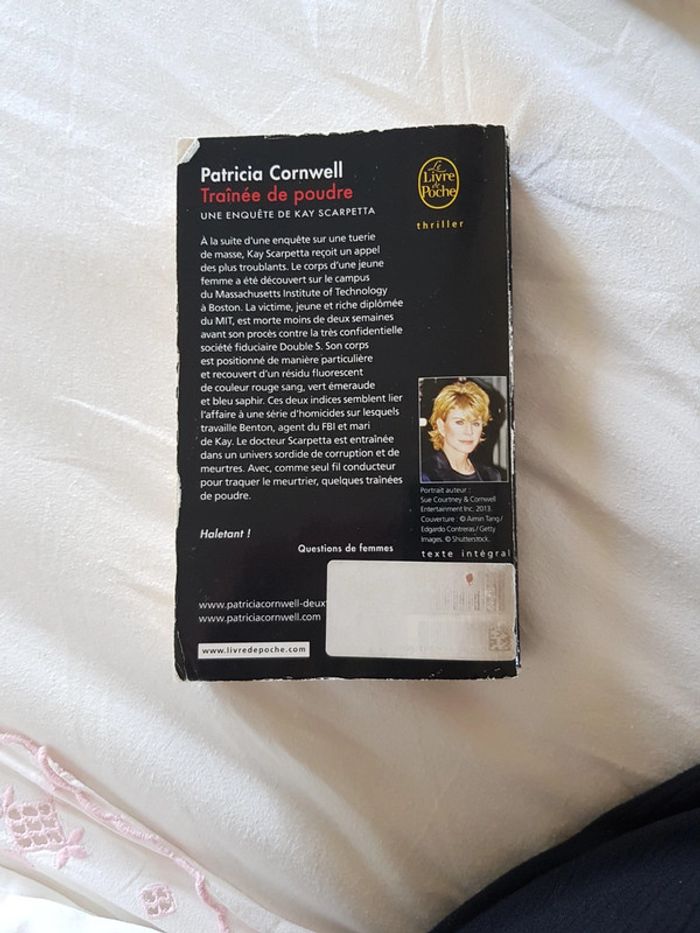 Patricia Cornwell
Traînée de poudre
UNE ENQUÊTE DE KAY SCARPETTA
Le
Livre
de
Poche
thriller
À la suite d'une enquête sur une tuerie
de masse, Kay Scarpetta reçoit un appel
des plus troublants. Le corps d'une jeune
femme a été découvert sur le campus
du Massachusetts Institute of Technology
à Boston. La victime, jeune et riche diplômée
du MIT, est morte moins de deux semaines
avant son procès contre la très confidentielle
société fiduciaire Double S. Son corps
est positionné de manière particulière
et recouvert d'un résidu fluorescent
de couleur rouge sang, vert émeraude
et bleu saphir. Ces deux indices semblent lier
l'affaire à une série d'homicides sur lesquels
travaille Benton, agent du FBI et mari
de Kay. Le docteur Scarpetta est entraînée
dans un univers sordide de corruption et de
meurtres. Avec, comme seul fil conducteur
pour traquer le meurtrier, quelques traînées
de poudre.
Haletant !
Questions de femmes
Portrait auteur :
Sue Courtney & Cornwell
Entertainment Inc, 2013.
Couverture : © Aimin Tang /
Edgardo Contreras / Getty
Images. © Shutterstock.
texte intégral
www.patriciacornwell-deux
www.patriciacornwell.com
www.livredepoche.com